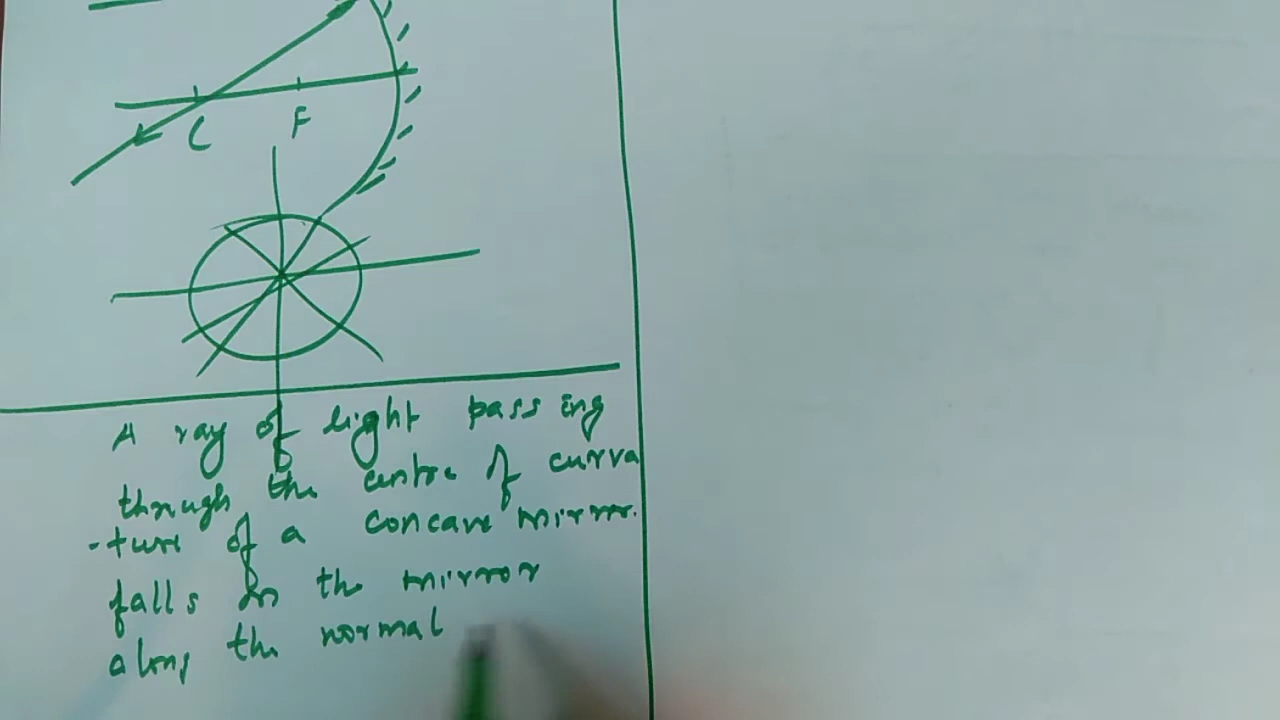 C F
A ray of light passing
through the centre of curva
-ture of a concave mirror.
falls on the mirror
along the normal